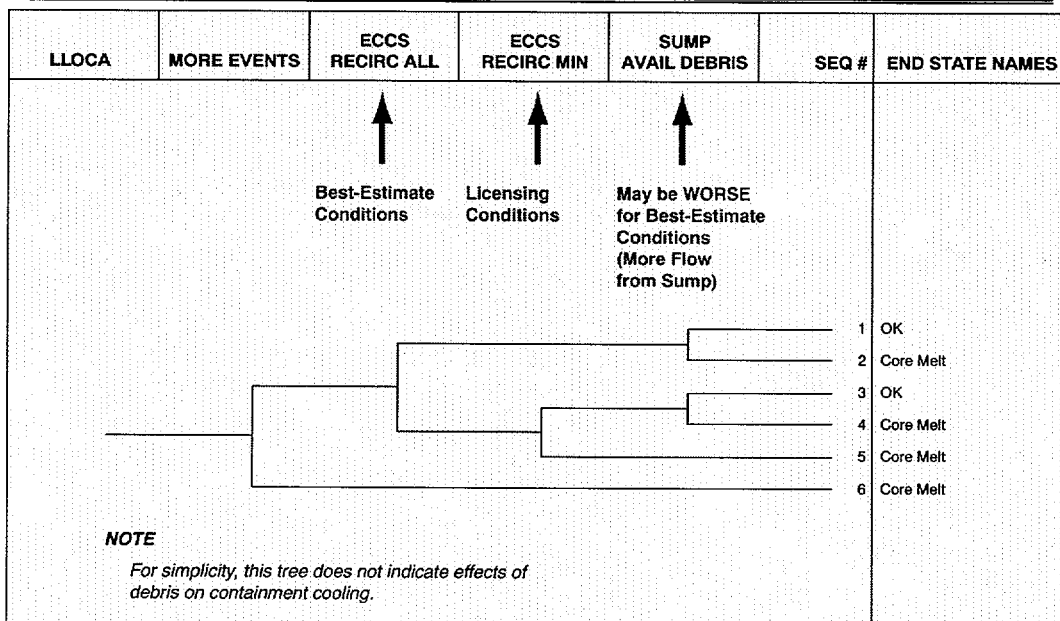 LLOCA
MORE EVENTS
ECCS
RECIRC ALL
ECCS
RECIRC MIN
SUMP
AVAIL DEBRIS
SEQ #
END STATE NAMES
Best-Estimate
Conditions
Licensing
Conditions
May be WORSE
for Best-Estimate
Conditions
(More Flow
from Sump)
1 OK
2 Core Melt
3 OK
4 Core Melt
5 Core Melt
6 Core Melt
NOTE
For simplicity, this tree does not indicate effects of
debris on containment cooling.